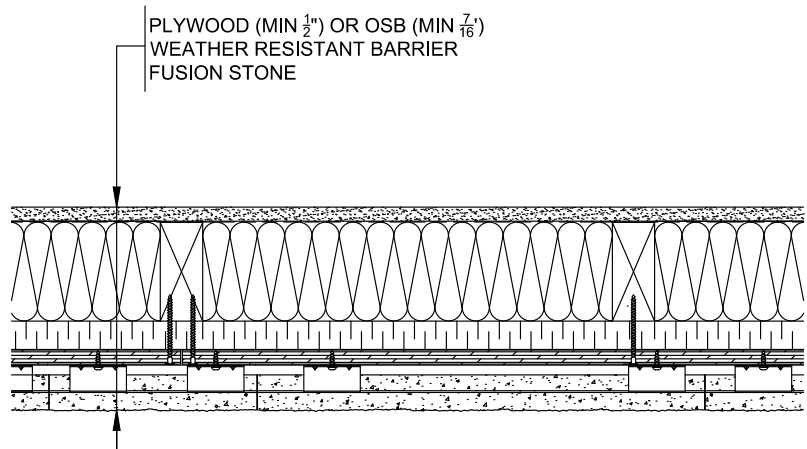 PLYWOOD (MIN 1/2") OR OSB (MIN 7/16')
WEATHER RESISTANT BARRIER
FUSION STONE